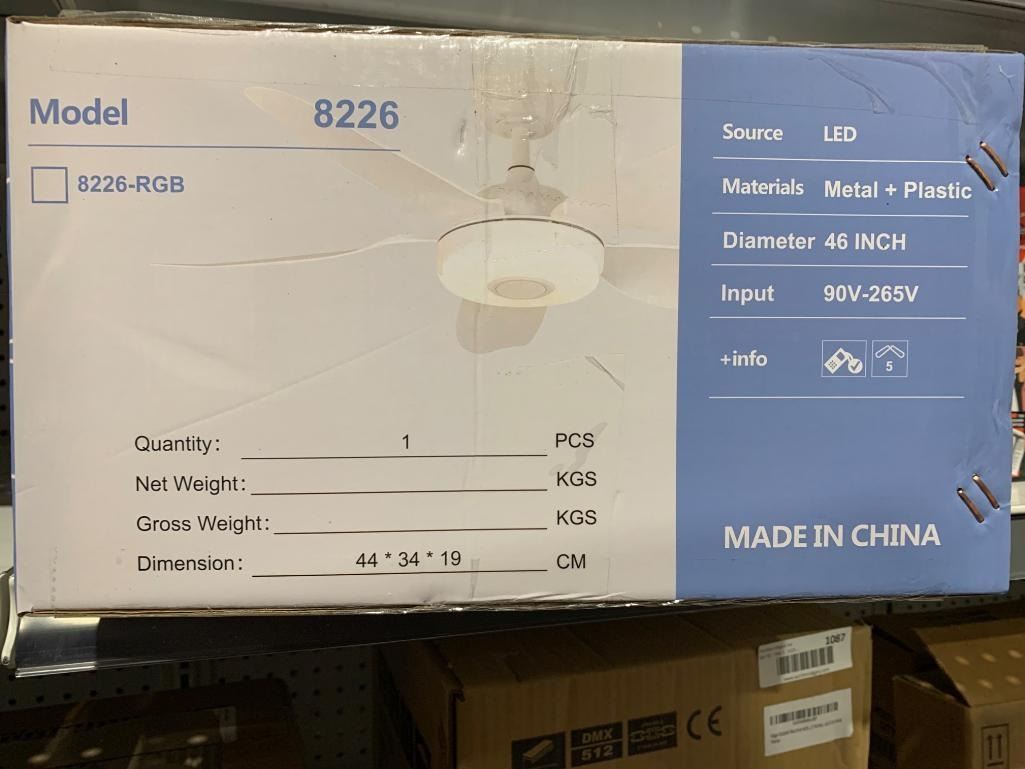 Model 8226
8226-RGB
Source LED
Materials Metal + Plastic
Diameter 46 INCH
Input 90V-265V
+info 5
Quantity: 1 PCS
Net Weight: KGS
Gross Weight: KGS
Dimension: 44 * 34 * 19 CM
MADE IN CHINA
1087
DMX
512
CE